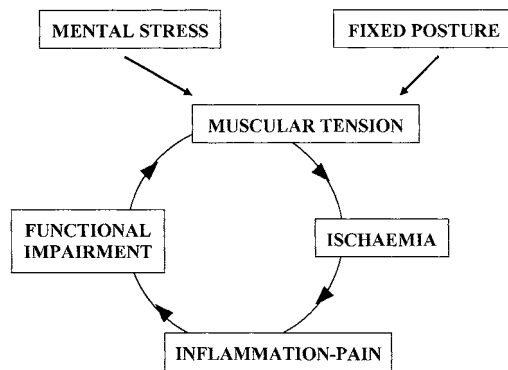 MENTAL STRESS
FIXED POSTURE
MUSCULAR TENSION
FUNCTIONAL
IMPAIRMENT
ISCHAEMIA
INFLAMMATION-PAIN